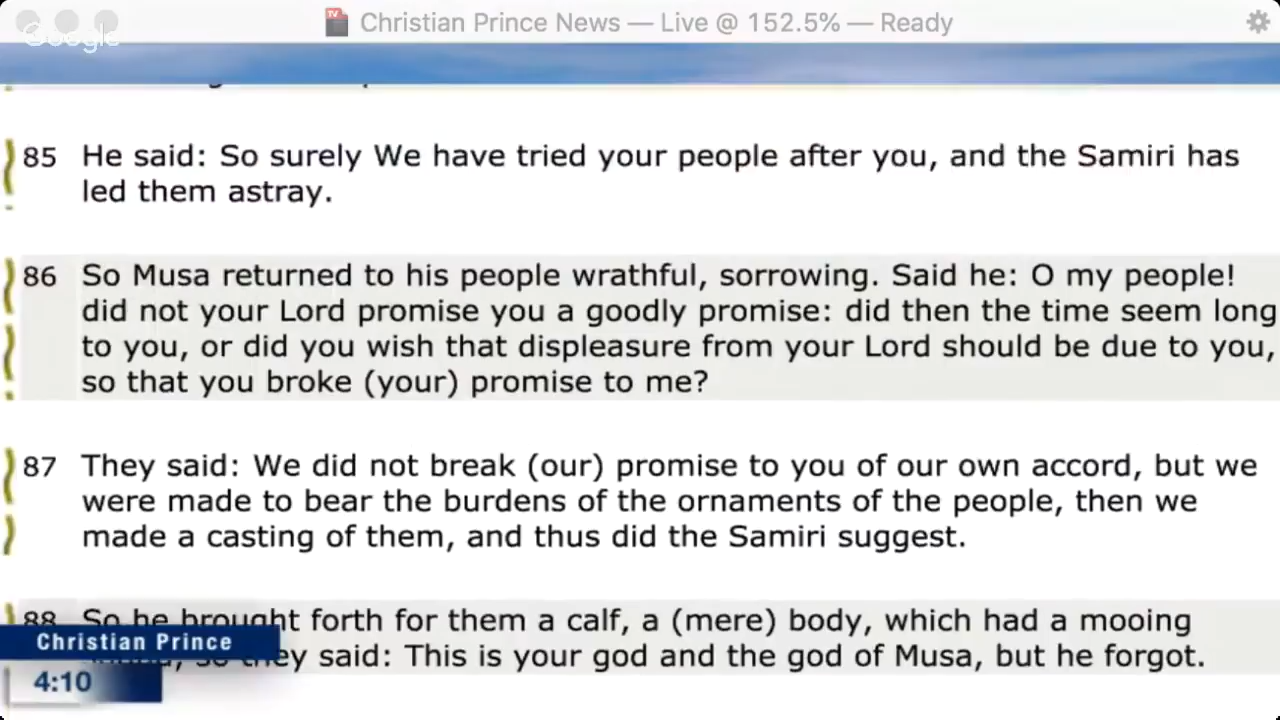 Christian Prince News — Live @ 152.5% — Ready
Google
85 He said: So surely We have tried your people after you, and the Samiri has
led them astray.
86 So Musa returned to his people wrathful, sorrowing. Said he: O my people!
did not your Lord promise you a goodly promise: did then the time seem long
to you, or did you wish that displeasure from your Lord should be due to you,
so that you broke (your) promise to me?
87 They said: We did not break (our) promise to you of our own accord, but we
were made to bear the burdens of the ornaments of the people, then we
made a casting of them, and thus did the Samiri suggest.
88 So he brought forth for them a calf, a (mere) body, which had a mooing
so they said: This is your god and the god of Musa, but he forgot.
Christian Prince
4:10